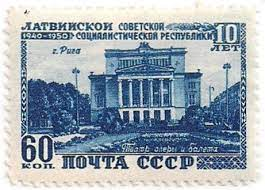 ЛАТВИЙСКОЙ СОВЕТСКОЙ
СОЦИАЛИСТИЧЕСКОЙ РЕСПУБЛИКИ
1940-1950
10
ЛЕТ
г. Рига
Театр оперы и балета
60
КОП.
ПОЧТА СССР